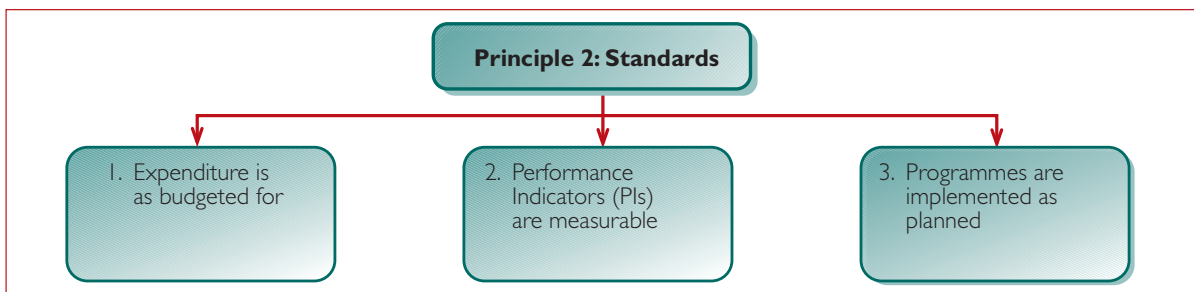 Principle 2: Standards
1. Expenditure is
as budgeted for
2. Performance
Indicators (PIs)
are measurable
3. Programmes are
implemented as
planned